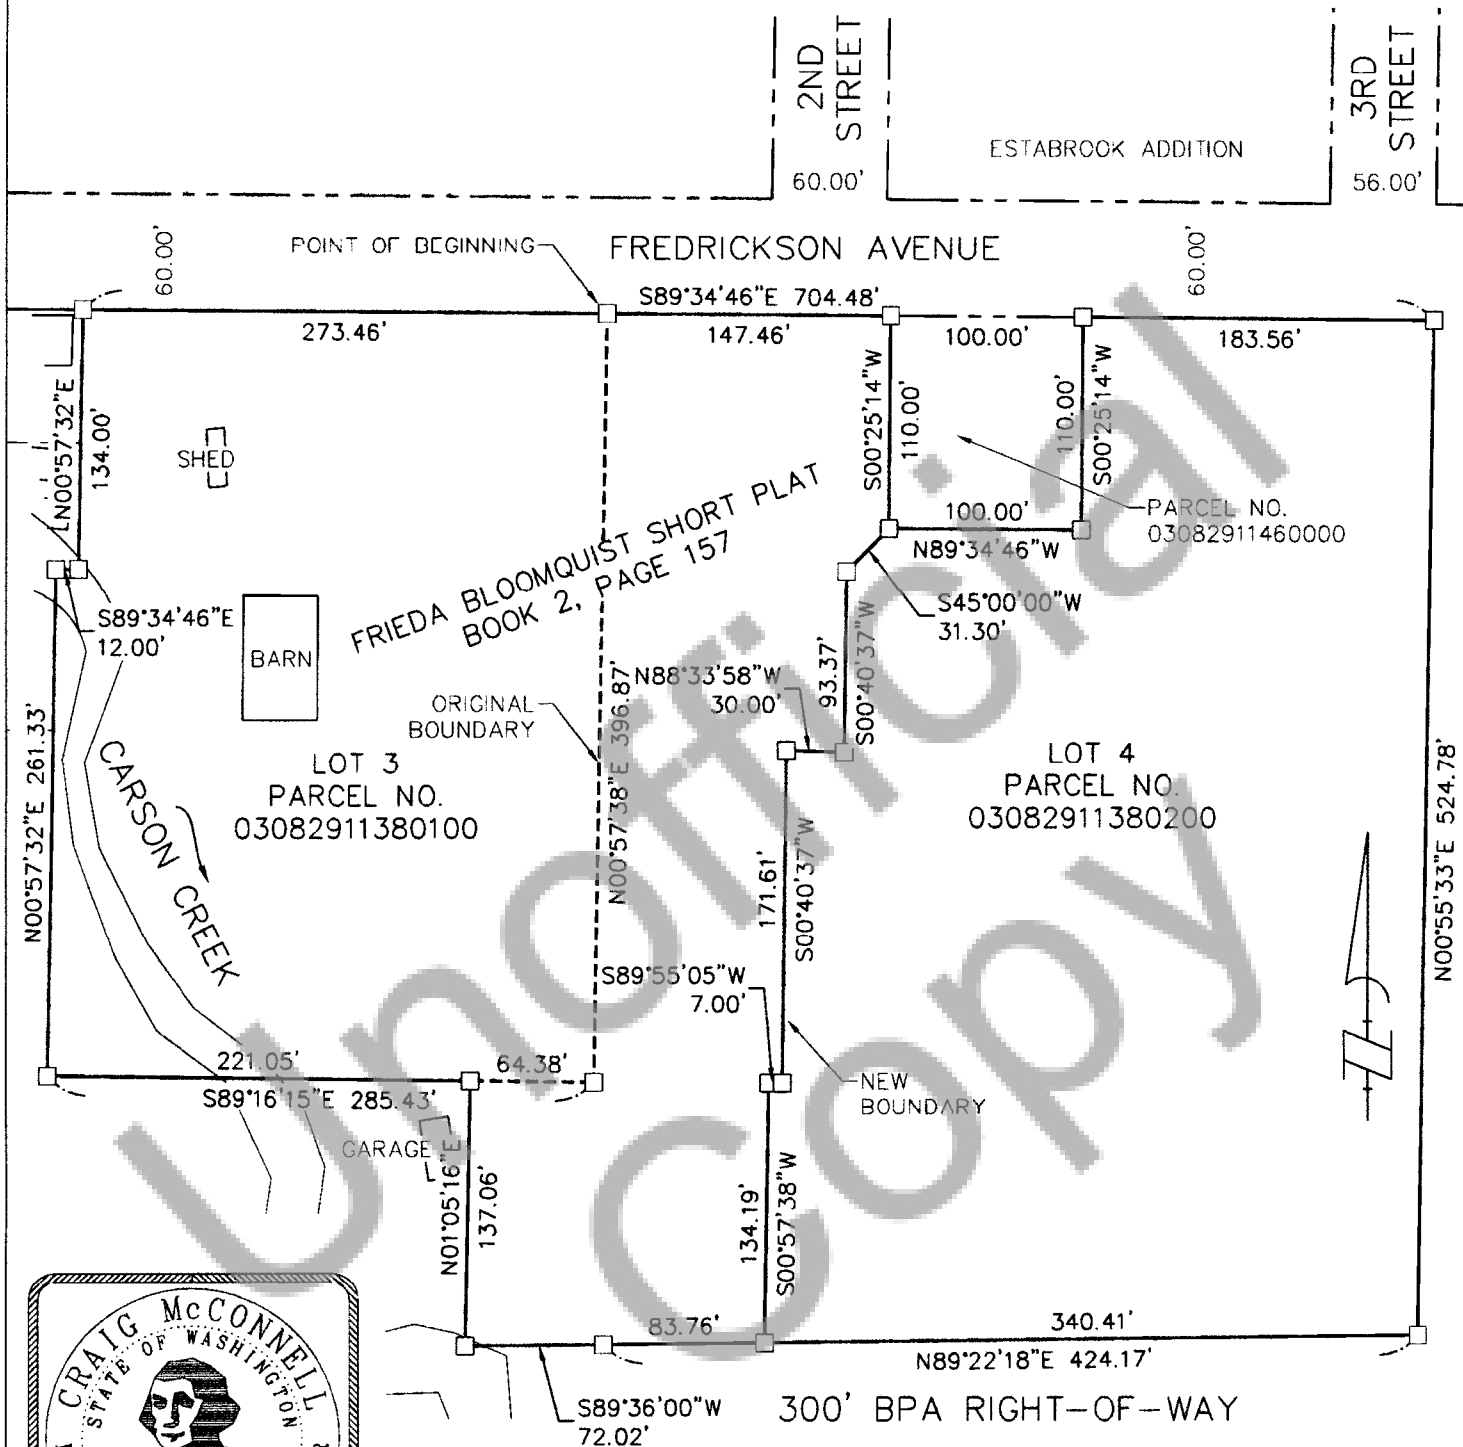 2ND
STREET
3RD
STREET
ESTABROOK ADDITION
60.00'
56.00'
60.00'
POINT OF BEGINNING
FREDRICKSON AVENUE
60.00'
S89°34'46"E 704.48'
273.46'
147.46'
100.00'
183.56'
N00°57'32"E
134.00'
SHED
S00°25'14"W
110.00'
110.00'
S00°25'14"W
PARCEL NO.
03082911460000
100.00'
N89°34'46"W
FRIEDA BLOOMQUIST SHORT PLAT
BOOK 2, PAGE 157
S89°34'46"E
12.00'
BARN
S45°00'00"W
31.30'
93.37'
S00°40'37"W
N88°33'58"W
30.00'
ORIGINAL
BOUNDARY
N00°57'38"E 396.87'
LOT 3
PARCEL NO.
03082911380100
LOT 4
PARCEL NO.
03082911380200
N00°57'32"E 261.33'
CARSON CREEK
171.61'
S00°40'37"W
N00°55'33"E 524.78'
S89°55'05"W
7.00'
221.05'
64.38'
S89°16'15"E 285.43'
NEW
BOUNDARY
GARAGE
N01°05'16"E
137.06'
134.19'
S00°57'38"W
83.76'
340.41'
N89°22'18"E 424.17'
S89°36'00"W
72.02'
300' BPA RIGHT-OF-WAY
CRAIG McCONNELL
STATE OF WASHINGTON
Unofficial
Copy